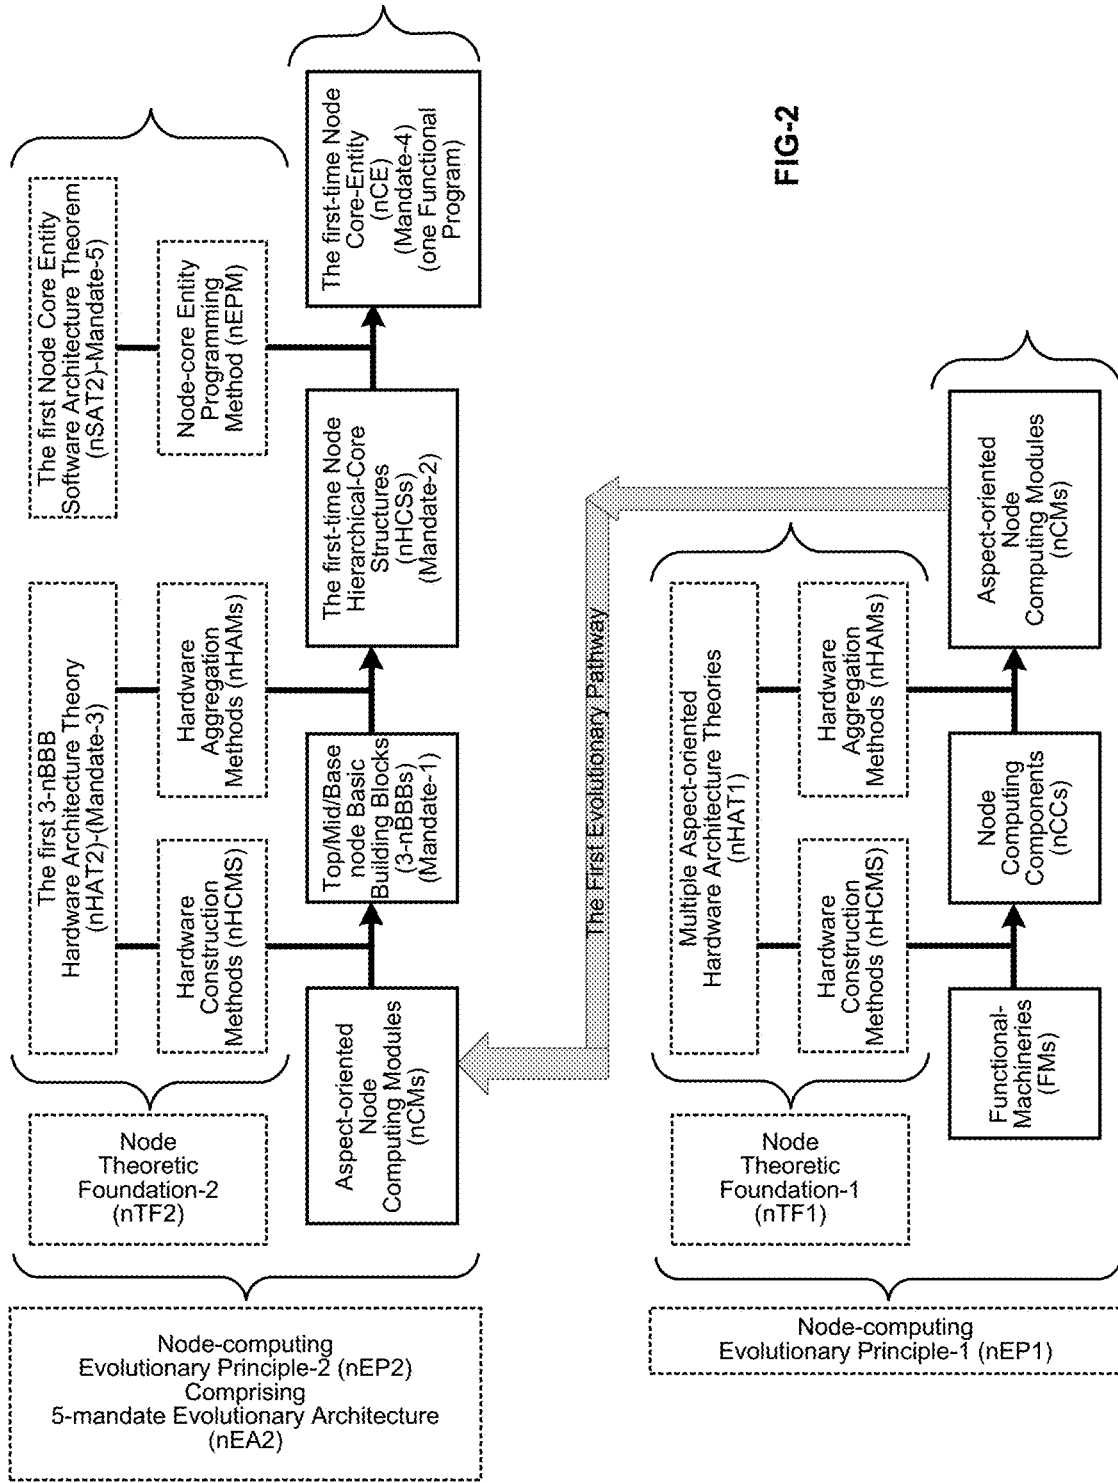 Node-computing
Evolutionary Principle-2 (nEP2)
Comprising
5-mandate Evolutionary Architecture
(nEA2)
Node
Theoretic
Foundation-2
(nTF2)
The first 3-nBBB
Hardware Architecture Theory
(nHAT2)-(Mandate-3)
Hardware
Construction
Methods (nHCMS)
Hardware
Aggregation
Methods (nHAMs)
The first Node Core Entity
Software Architecture Theorem
(nSAT2)-Mandate-5)
Node-core Entity
Programming
Method (nEPM)
Aspect-oriented
Node
Computing Modules
(nCMs)
Top/Mid/Base
node Basic
Building Blocks
(3-nBBBs)
(Mandate-1)
The first-time Node
Hierarchical-Core
Structures
(nHCSs)
(Mandate-2)
The first-time Node
Core-Entity
(nCE)
(Mandate-4)
(one Functional
Program)
The First Evolutionary Pathway
Node-computing
Evolutionary Principle-1 (nEP1)
Node
Theoretic
Foundation-1
(nTF1)
Multiple Aspect-oriented
Hardware Architecture Theories
(nHAT1)
Hardware
Construction
Methods (nHCMS)
Hardware
Aggregation
Methods (nHAMs)
Functional-
Machineries
(FMs)
Node
Computing
Components
(nCCs)
Aspect-oriented
Node
Computing Modules
(nCMs)
FIG-2